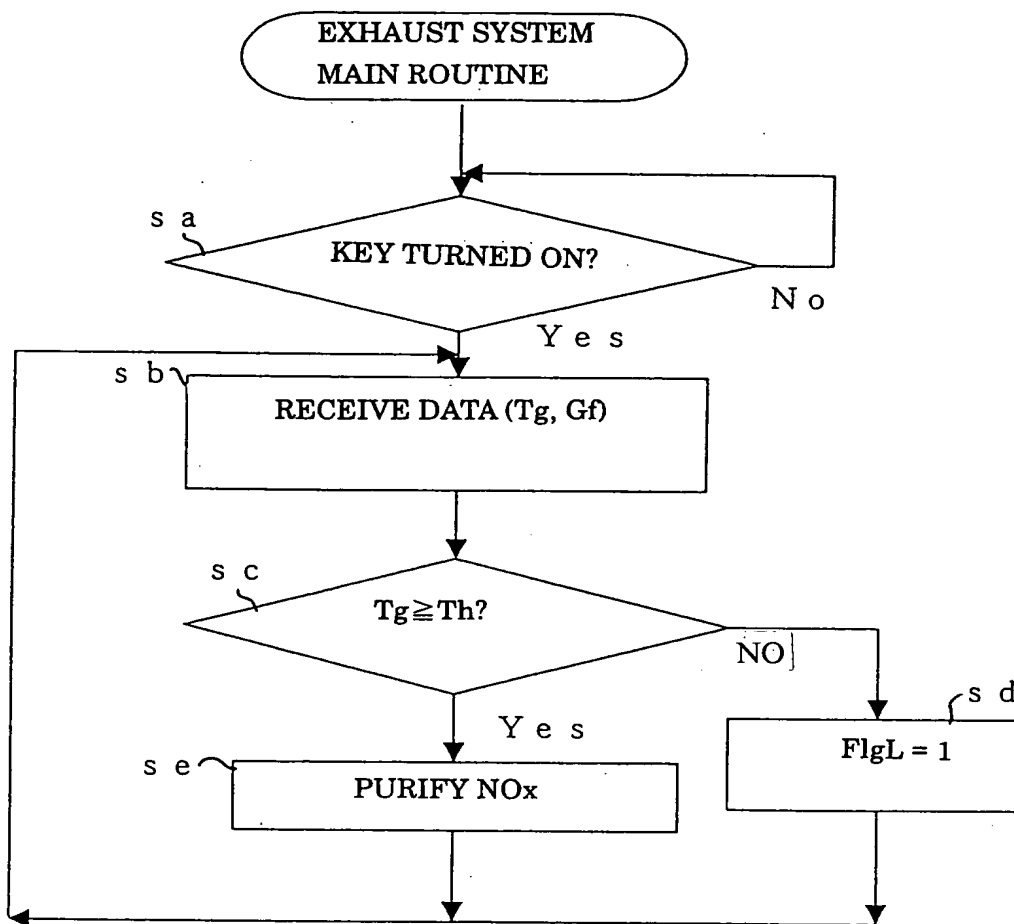 EXHAUST SYSTEM
MAIN ROUTINE
s a
KEY TURNED ON?
N o
Y e s
s b
RECEIVE DATA (Tg, Gf)
s c
Tg≧Th?
NO
s d
Y e s
FlgL = 1
s e
PURIFY NOx